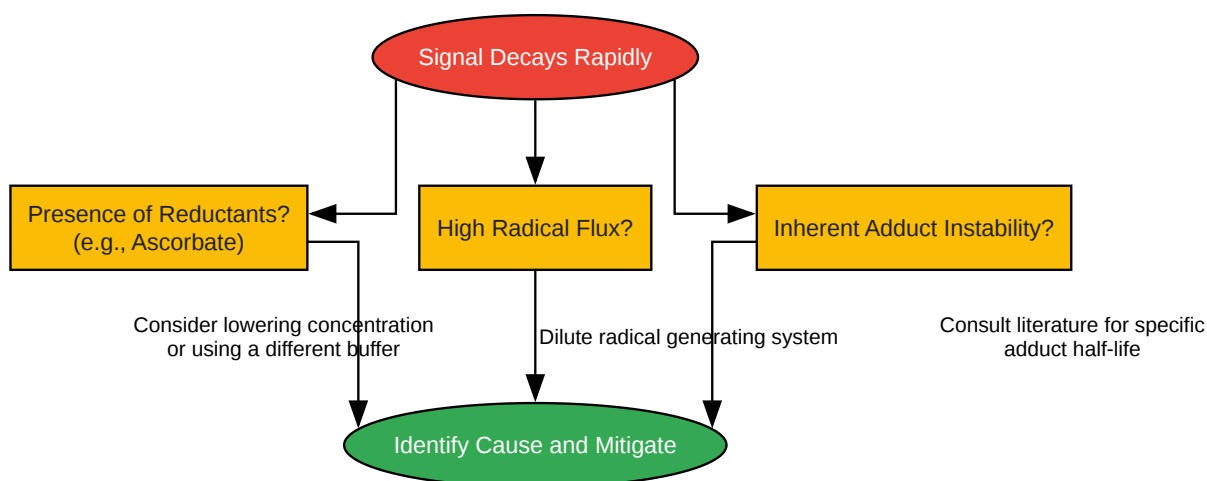 Signal Decays Rapidly
Presence of Reductants?
(e.g., Ascorbate)
High Radical Flux?
Inherent Adduct Instability?
Consider lowering concentration
or using a different buffer
Dilute radical generating system
Consult literature for specific
adduct half-life
Identify Cause and Mitigate